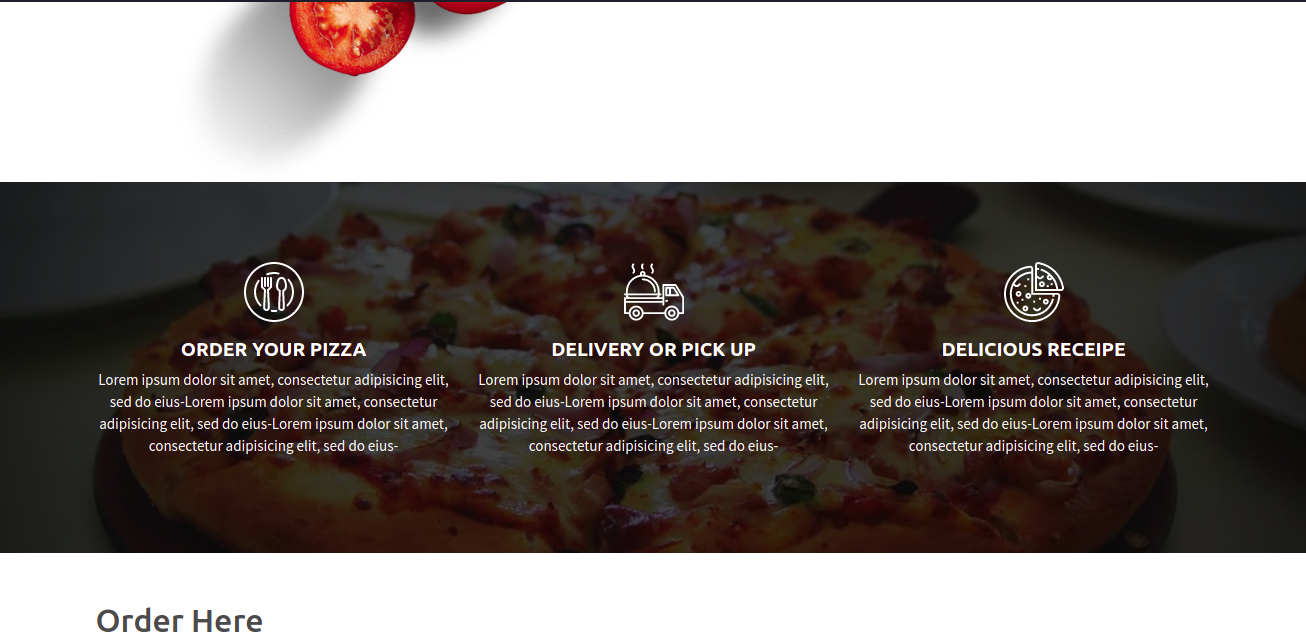 ORDER YOUR PIZZA
Lorem ipsum dolor sit amet, consectetur adipisicing elit,
sed do eius-Lorem ipsum dolor sit amet, consectetur
adipisicing elit, sed do eius-Lorem ipsum dolor sit amet,
consectetur adipisicing elit, sed do eius-
DELIVERY OR PICK UP
Lorem ipsum dolor sit amet, consectetur adipisicing elit,
sed do eius-Lorem ipsum dolor sit amet, consectetur
adipisicing elit, sed do eius-Lorem ipsum dolor sit amet,
consectetur adipisicing elit, sed do eius-
DELICIOUS RECEIPE
Lorem ipsum dolor sit amet, consectetur adipisicing elit,
sed do eius-Lorem ipsum dolor sit amet, consectetur
adipisicing elit, sed do eius-Lorem ipsum dolor sit amet,
consectetur adipisicing elit, sed do eius-
Order Here